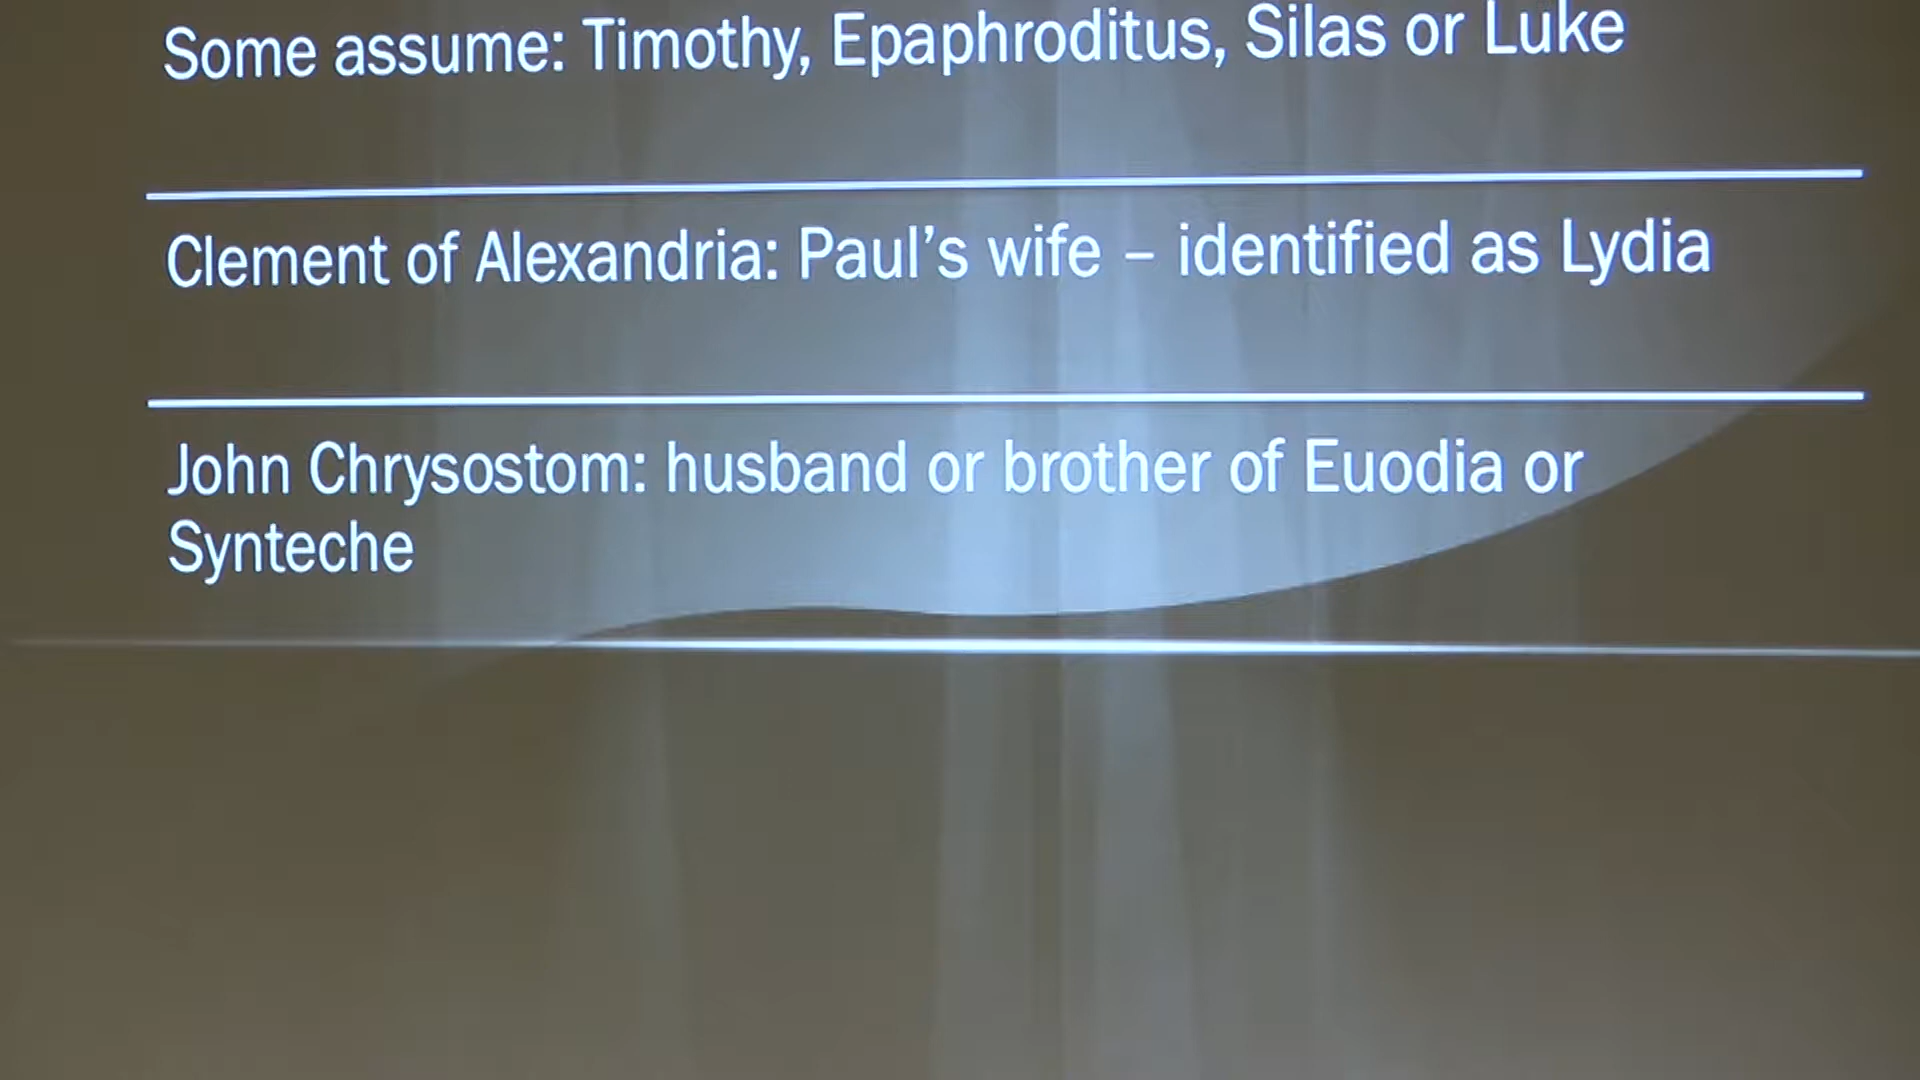 Some assume: Timothy, Epaphroditus, Silas or Luke
Clement of Alexandria: Paul’s wife – identified as Lydia
John Chrysostom: husband or brother of Euodia or
Synteche